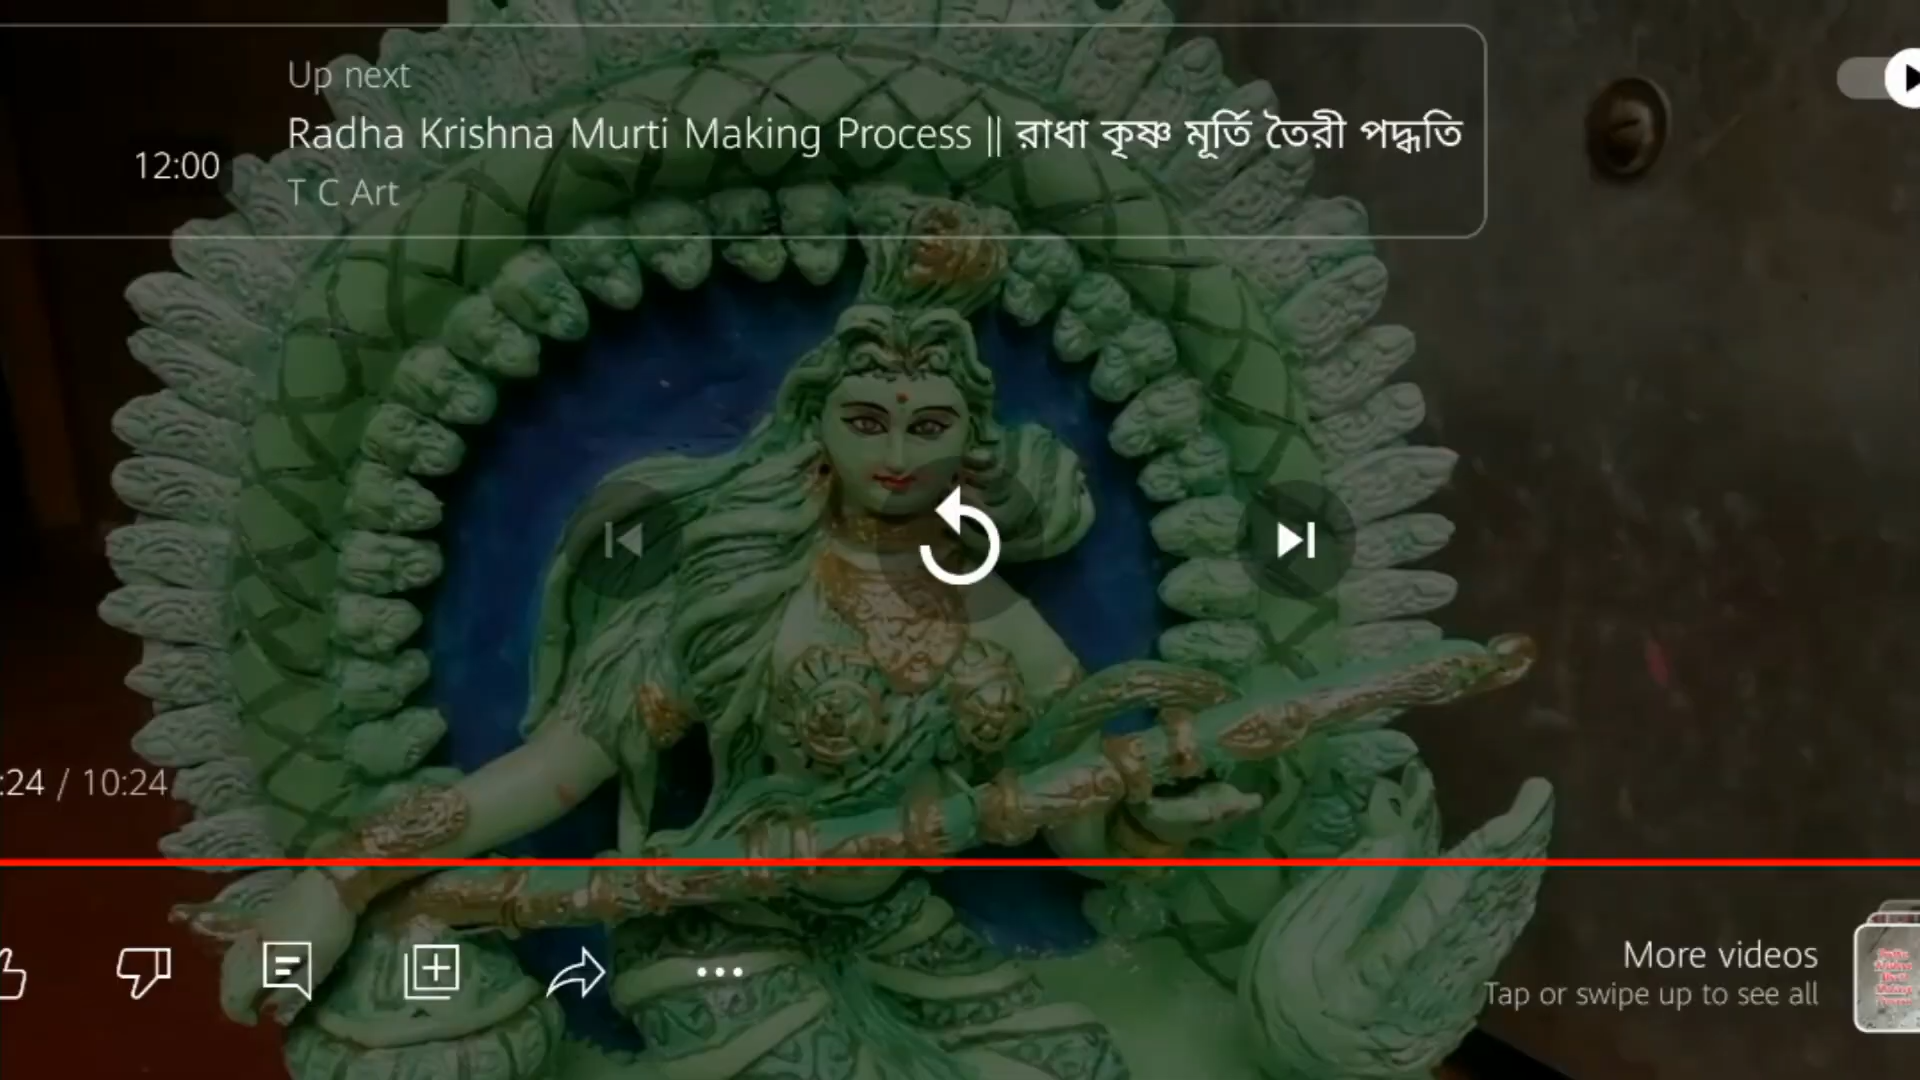 Up next
Radha Krishna Murti Making Process || রাধা কৃষ্ণ মূর্তি তৈরী পদ্ধতি
12:00
T C Art
:24 / 10:24
More videos
Tap or swipe up to see all